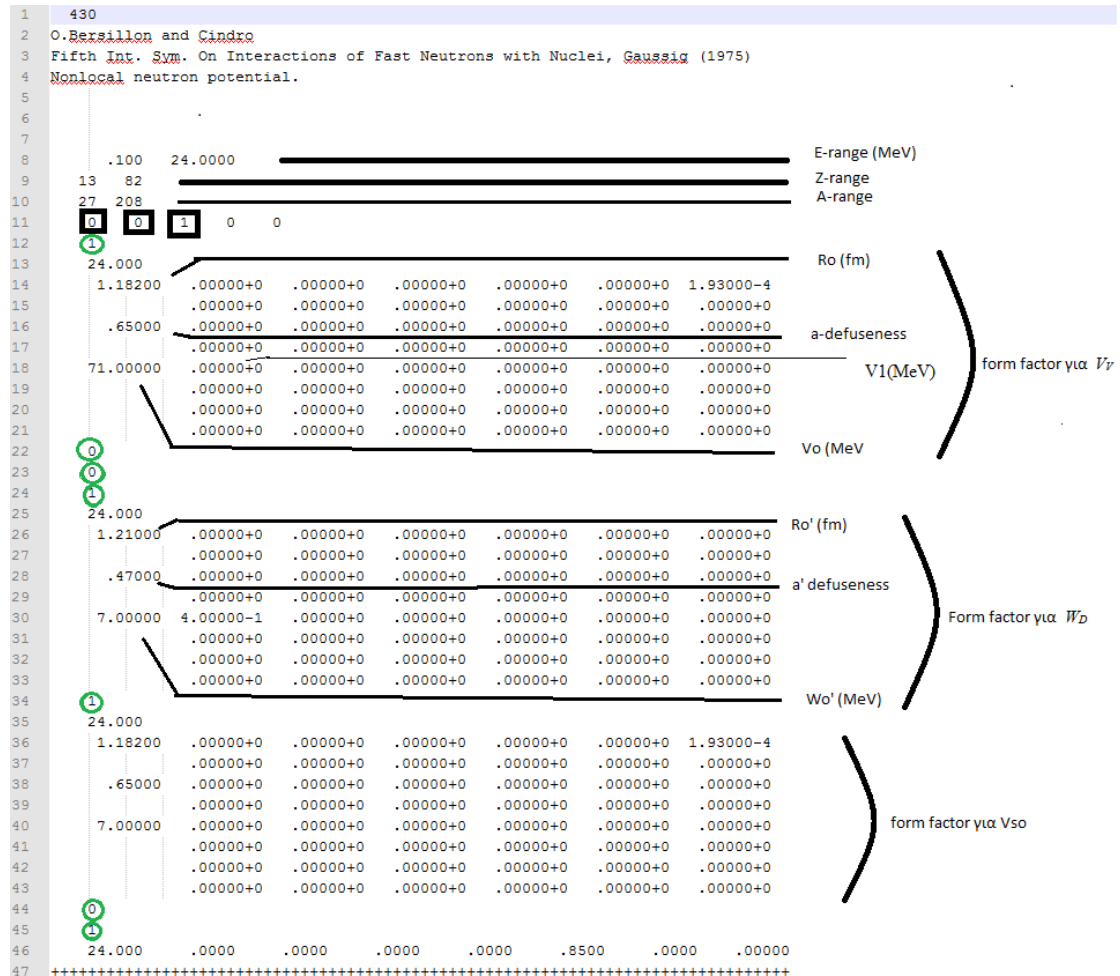 1 430
2 O.Bersillon and Cindro
3 Fifth Int. Sym. On Interactions of Fast Neutrons with Nuclei, Gaussig (1975)
4 Nonlocal neutron potential.
5
6
7
8 .100 24.0000 E-range (MeV)
9 13 82 Z-range
10 27 208 A-range
11 0 0 1 0 0
12 1
13 24.000 Ro (fm)
14 1.18200 .00000+0 .00000+0 .00000+0 .00000+0 .00000+0 1.93000-4
15 .00000+0 .00000+0 .00000+0 .00000+0 .00000+0 .00000+0
16 .65000 .00000+0 .00000+0 .00000+0 .00000+0 .00000+0 .00000+0
a-defuseness
17 .00000+0 .00000+0 .00000+0 .00000+0 .00000+0 .00000+0
18 71.00000 .00000+0 .00000+0 .00000+0 .00000+0 .00000+0 .00000+0 V1(MeV) form factor για VV
19 .00000+0 .00000+0 .00000+0 .00000+0 .00000+0 .00000+0
20 .00000+0 .00000+0 .00000+0 .00000+0 .00000+0 .00000+0
21 .00000+0 .00000+0 .00000+0 .00000+0 .00000+0 .00000+0
22 0 Vo (MeV
23 0
24 1
25 24.000 Ro' (fm)
26 1.21000 .00000+0 .00000+0 .00000+0 .00000+0 .00000+0 .00000+0
27 .00000+0 .00000+0 .00000+0 .00000+0 .00000+0 .00000+0
28 .47000 .00000+0 .00000+0 .00000+0 .00000+0 .00000+0 .00000+0 a' defuseness
29 .00000+0 .00000+0 .00000+0 .00000+0 .00000+0 .00000+0
30 7.00000 4.00000-1 .00000+0 .00000+0 .00000+0 .00000+0 .00000+0 Form factor για WD
31 .00000+0 .00000+0 .00000+0 .00000+0 .00000+0 .00000+0
32 .00000+0 .00000+0 .00000+0 .00000+0 .00000+0 .00000+0
33 .00000+0 .00000+0 .00000+0 .00000+0 .00000+0 .00000+0
34 1 Wo' (MeV)
35 24.000
36 1.18200 .00000+0 .00000+0 .00000+0 .00000+0 .00000+0 1.93000-4
37 .00000+0 .00000+0 .00000+0 .00000+0 .00000+0 .00000+0
38 .65000 .00000+0 .00000+0 .00000+0 .00000+0 .00000+0 .00000+0
39 .00000+0 .00000+0 .00000+0 .00000+0 .00000+0 .00000+0
40 7.00000 .00000+0 .00000+0 .00000+0 .00000+0 .00000+0 .00000+0 form factor για Vso
41 .00000+0 .00000+0 .00000+0 .00000+0 .00000+0 .00000+0
42 .00000+0 .00000+0 .00000+0 .00000+0 .00000+0 .00000+0
43 .00000+0 .00000+0 .00000+0 .00000+0 .00000+0 .00000+0
44 0
45 1
46 24.000 .0000 .0000 .0000 .0000 .8500 .0000 .00000
47 +++++++++++++++++++++++++++++++++++++++++++++++++++++++++++++++++++++++++++++++